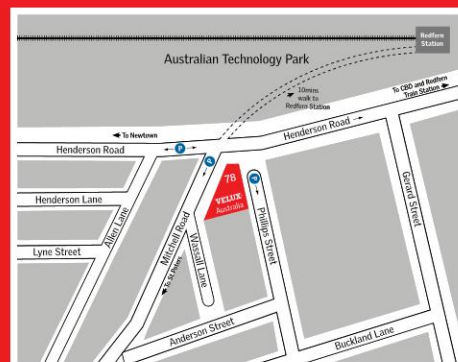 Redfern
Station
Australian Technology Park
10mins
walk to
Redfern Station
To CBD and Redfern
Train Station
To Newtown
Henderson Road
P
Henderson Road
P
78
VELUX
Australia
P
Henderson Lane
Allen Lane
Mitchell Road
Wassall Lane
Phillips Street
Gerard Street
Lyne Street
To St.Peters
Anderson Street
Buckland Lane